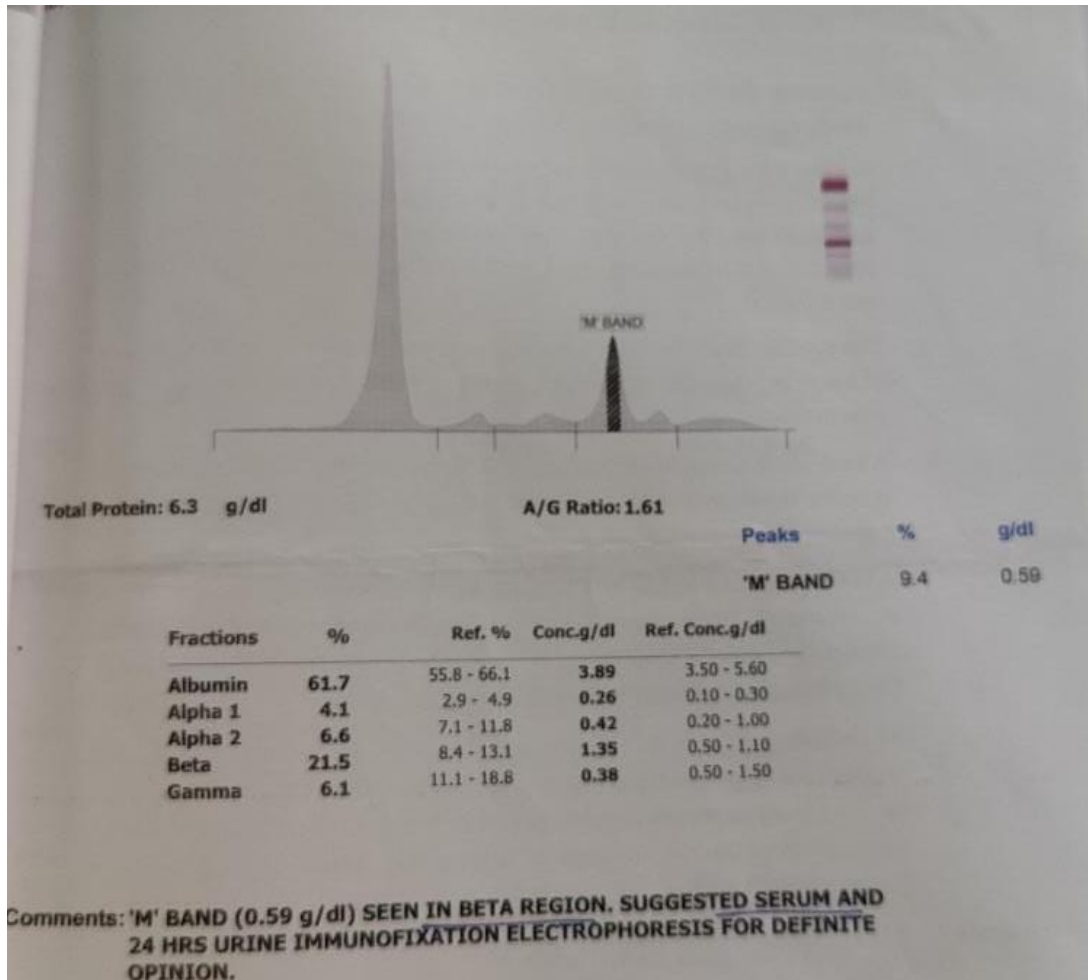 'M' BAND
Total Protein: 6.3 g/dl A/G Ratio: 1.61
Peaks % g/dl
'M' BAND 9.4 0.59
Fractions % Ref. % Conc.g/dl Ref. Conc.g/dl
Albumin 61.7 55.8 - 66.1 3.89 3.50 - 5.60
Alpha 1 4.1 2.9 - 4.9 0.26 0.10 - 0.30
Alpha 2 6.6 7.1 - 11.8 0.42 0.20 - 1.00
Beta 21.5 8.4 - 13.1 1.35 0.50 - 1.10
Gamma 6.1 11.1 - 18.8 0.38 0.50 - 1.50
Comments: 'M' BAND (0.59 g/dl) SEEN IN BETA REGION. SUGGESTED SERUM AND
24 HRS URINE IMMUNOFIXATION ELECTROPHORESIS FOR DEFINITE
OPINION.